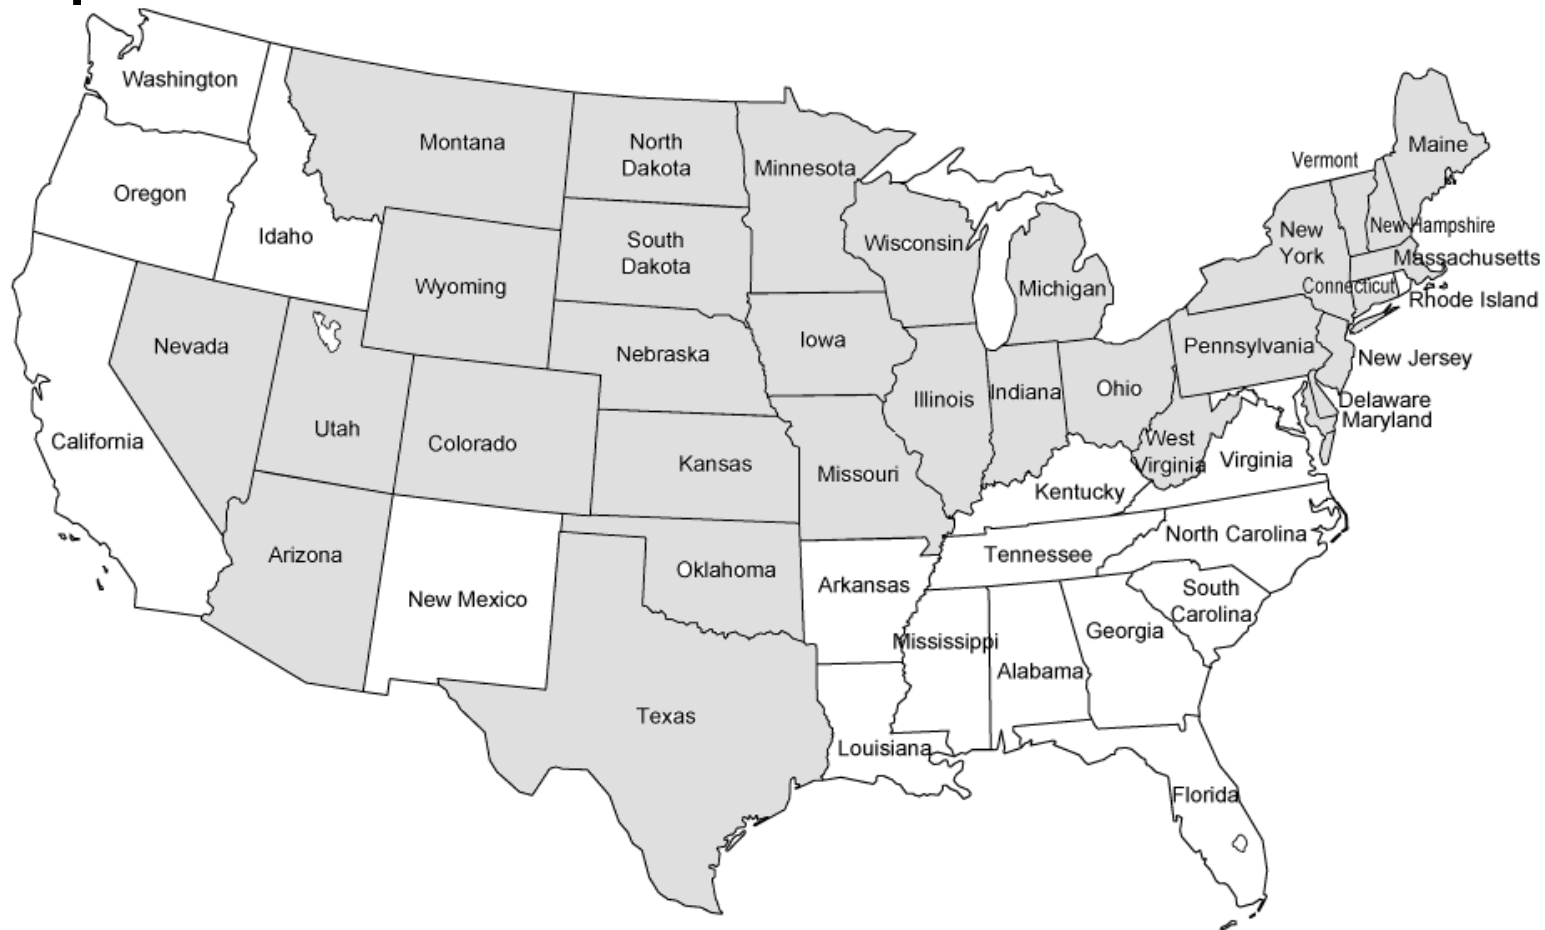 Washington
Montana
North
Dakota
Minnesota
Maine
Vermont
Oregon
Idaho
South
Dakota
Wisconsin
New
York
New Hampshire
Massachusetts
Wyoming
Michigan
Connecticut
Rhode Island
Nevada
Nebraska
Iowa
Pennsylvania
New Jersey
Illinois
Indiana
Ohio
Delaware
Maryland
California
Utah
Colorado
Kansas
Missouri
West
Virginia
Virginia
Kentucky
Arizona
New Mexico
Oklahoma
Arkansas
Tennessee
North Carolina
South
Carolina
Mississippi
Alabama
Georgia
Texas
Louisiana
Florida